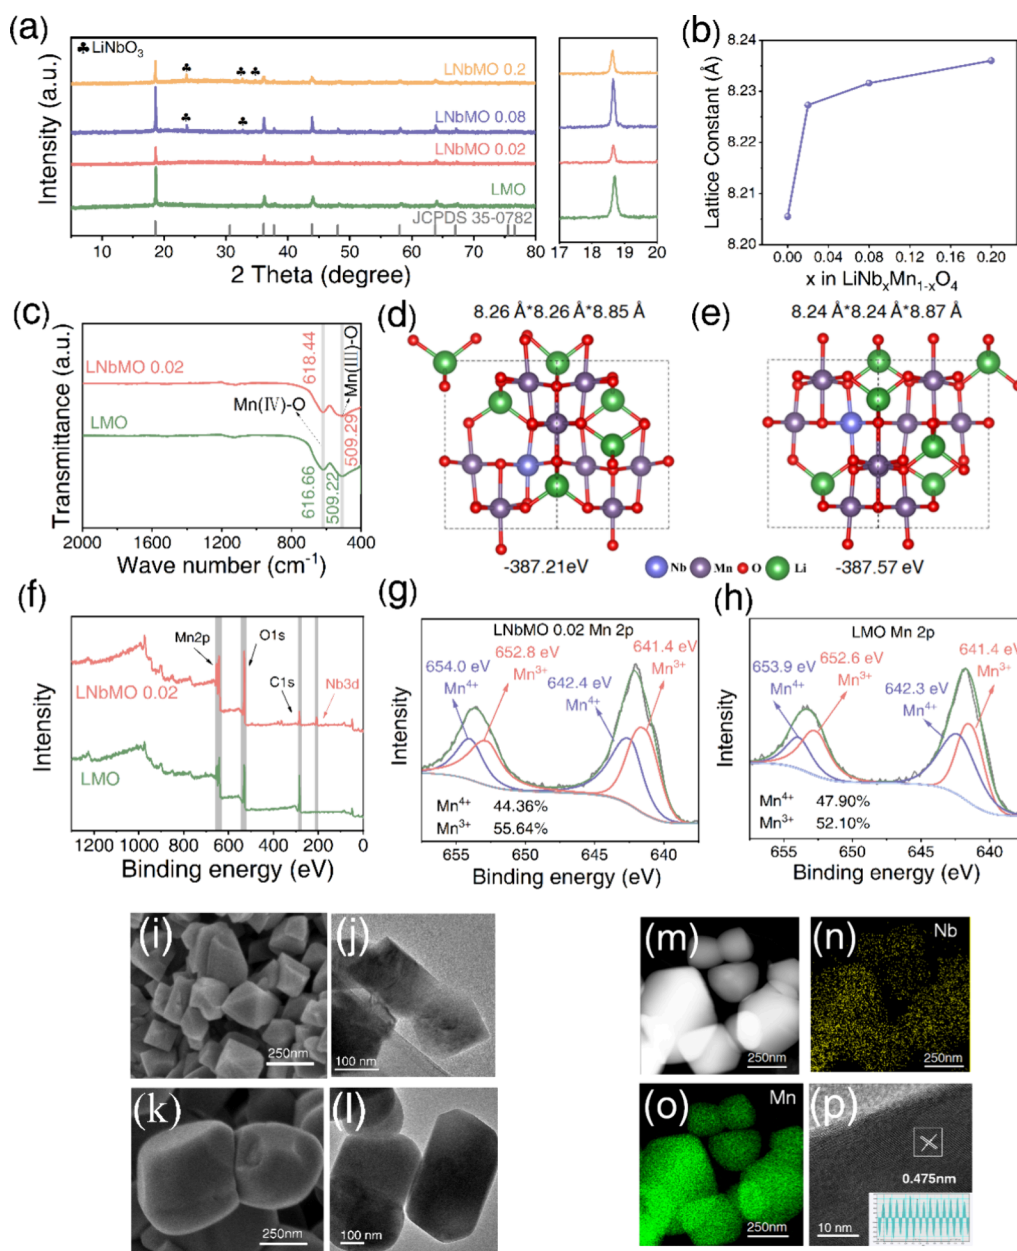 (a)
♣ LiNbO₃
LNbMO 0.2
LNbMO 0.08
LNbMO 0.02
LMO
JCPDS 35-0782
Intensity (a.u.)
10 20 30 40 50 60 70 80
2 Theta (degree)
17 18 19 20
(b)
8.24
8.23
8.22
8.21
8.20
Lattice Constant (Å)
0.00 0.04 0.08 0.12 0.16 0.20
x in LiNbₓMn₁₋ₓO₄
(c)
LNbMO 0.02
LMO
618.44
Mn(III)-O
Mn(IV)-O
509.29
616.66
509.22
Transmittance (a.u.)
2000 1600 1200 800 400
Wave number (cm⁻¹)
(d)
8.26 Å*8.26 Å*8.85 Å
-387.21eV
(e)
8.24 Å*8.24 Å*8.87 Å
-387.57 eV
Nb Mn O Li
(f)
Mn2p
O1s
C1s
Nb3d
LNbMO 0.02
LMO
Intensity
1300 1000 800 600 400 200 0
Binding energy (eV)
(g)
LNbMO 0.02 Mn 2p
654.0 eV
Mn⁴⁺
652.8 eV
Mn³⁺
642.4 eV
Mn⁴⁺
641.4 eV
Mn³⁺
Mn⁴⁺ 44.36%
Mn³⁺ 55.64%
Intensity
655 650 645 640
Binding energy (eV)
(h)
LMO Mn 2p
653.9 eV
Mn⁴⁺
652.6 eV
Mn³⁺
642.3 eV
Mn⁴⁺
641.4 eV
Mn³⁺
Mn⁴⁺ 47.90%
Mn³⁺ 52.10%
Intensity
655 650 645 640
Binding energy (eV)
(i)
250nm
(j)
100 nm
(k)
250nm
(l)
100 nm
(m)
250nm
(n)
Nb
250nm
(o)
Mn
250nm
(p)
0.475nm
10 nm